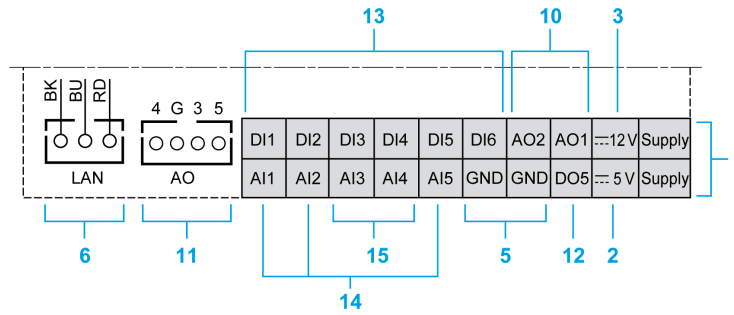 13 10 3
BK BU RD
4 G 3 5
DI1 DI2 DI3 DI4 DI5 DI6 AO2 AO1 ⎓12 V Supply
LAN AO AI1 AI2 AI3 AI4 AI5 GND GND DO5 ⎓ 5 V Supply
6 11 15 5 12 2
14